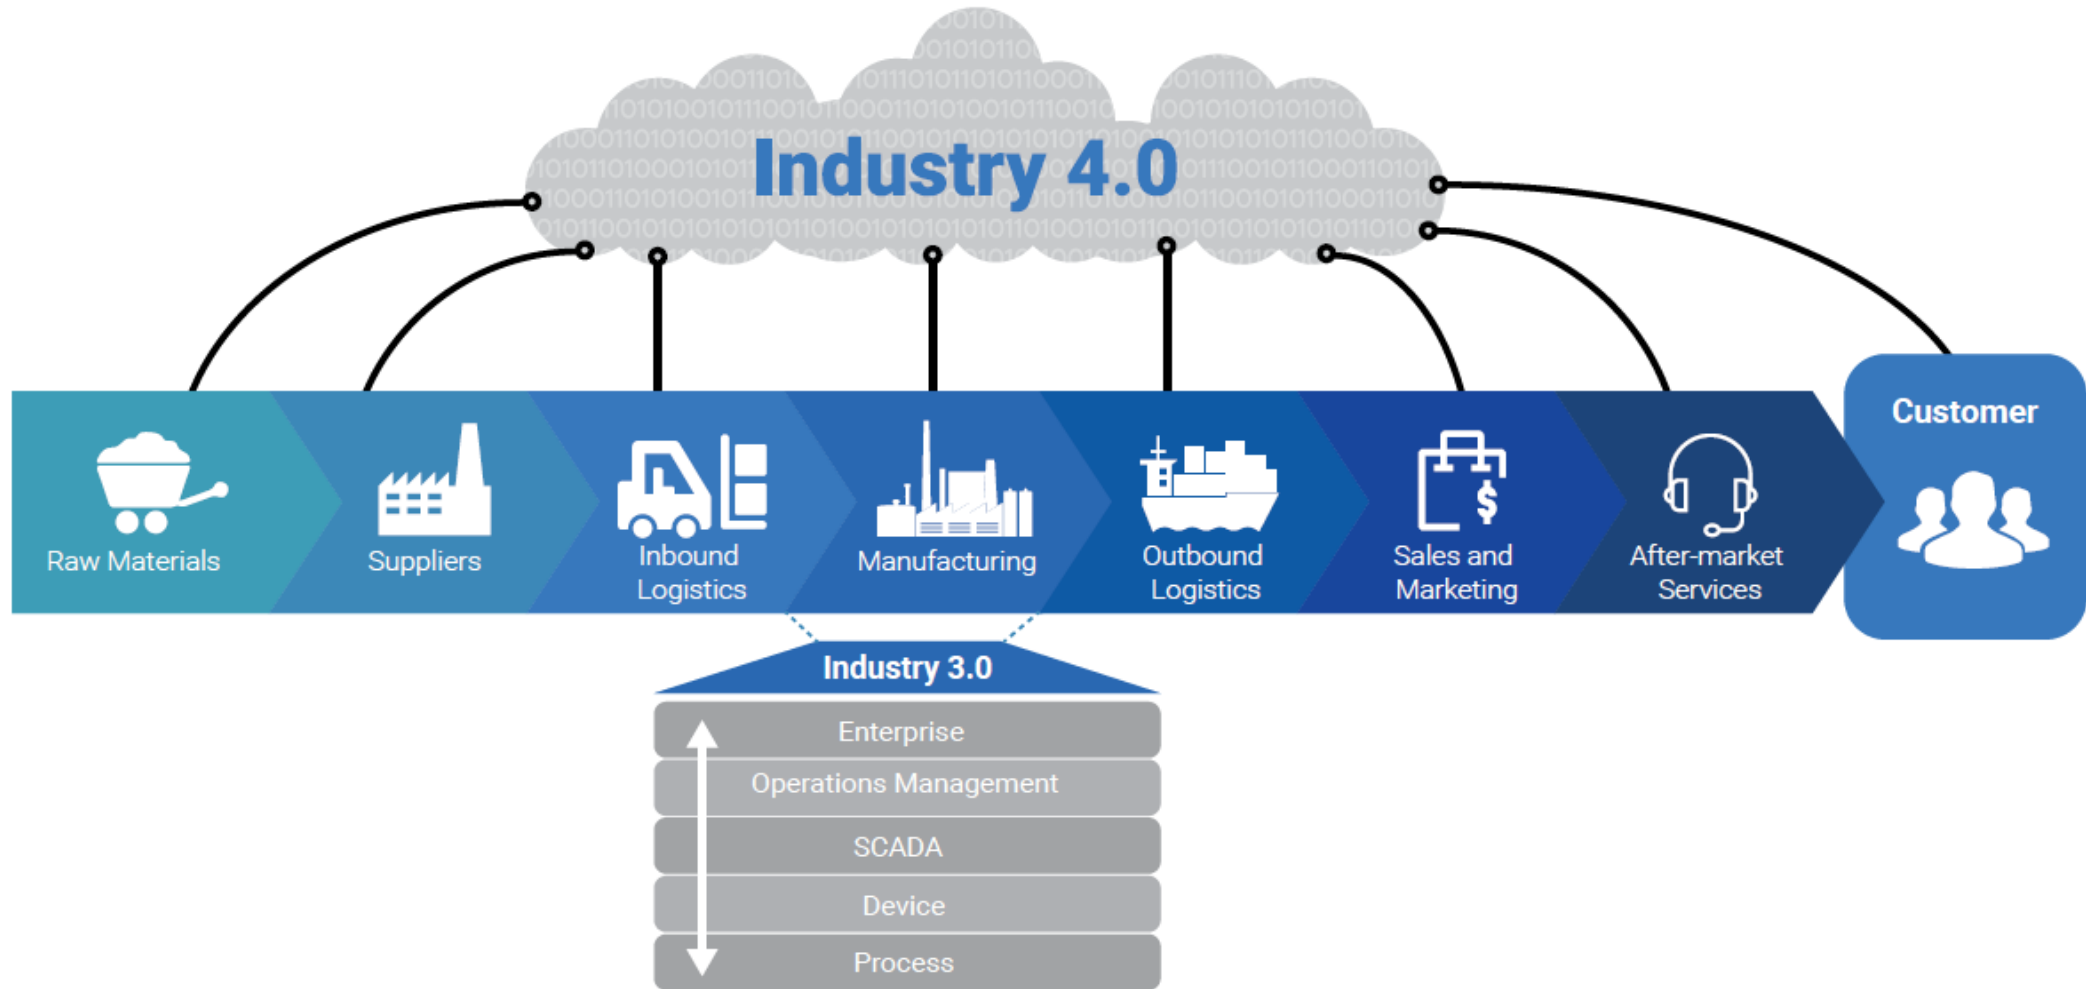 Industry 4.0
Customer
Raw Materials
Suppliers
Inbound
Logistics
Manufacturing
Outbound
Logistics
$
Sales and
Marketing
After-market
Services
Industry 3.0
Enterprise
Operations Management
SCADA
Device
Process